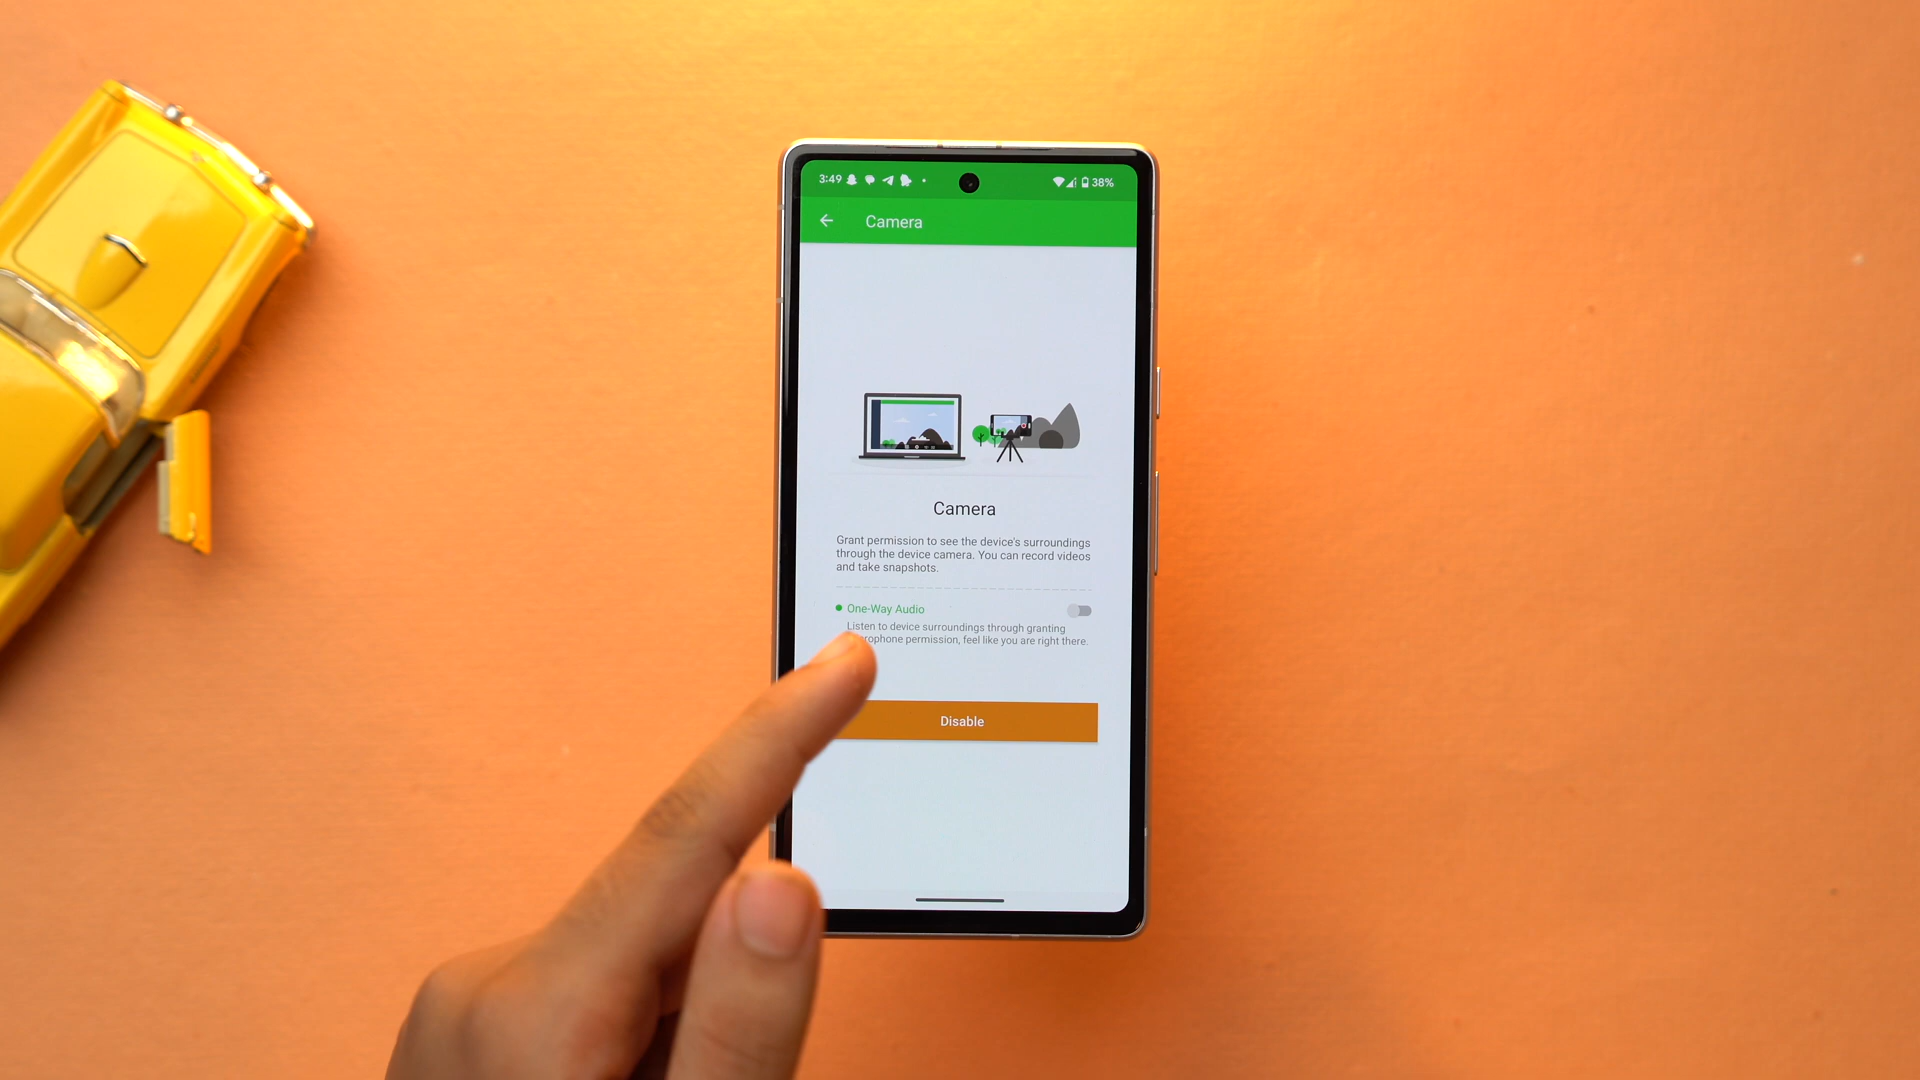 3:49
38%
Camera
Camera
Grant permission to see the device's surroundings
through the device camera. You can record videos
and take snapshots.
One-Way Audio
Listen to device surroundings through granting
rophone permission, feel like you are right there.
Disable